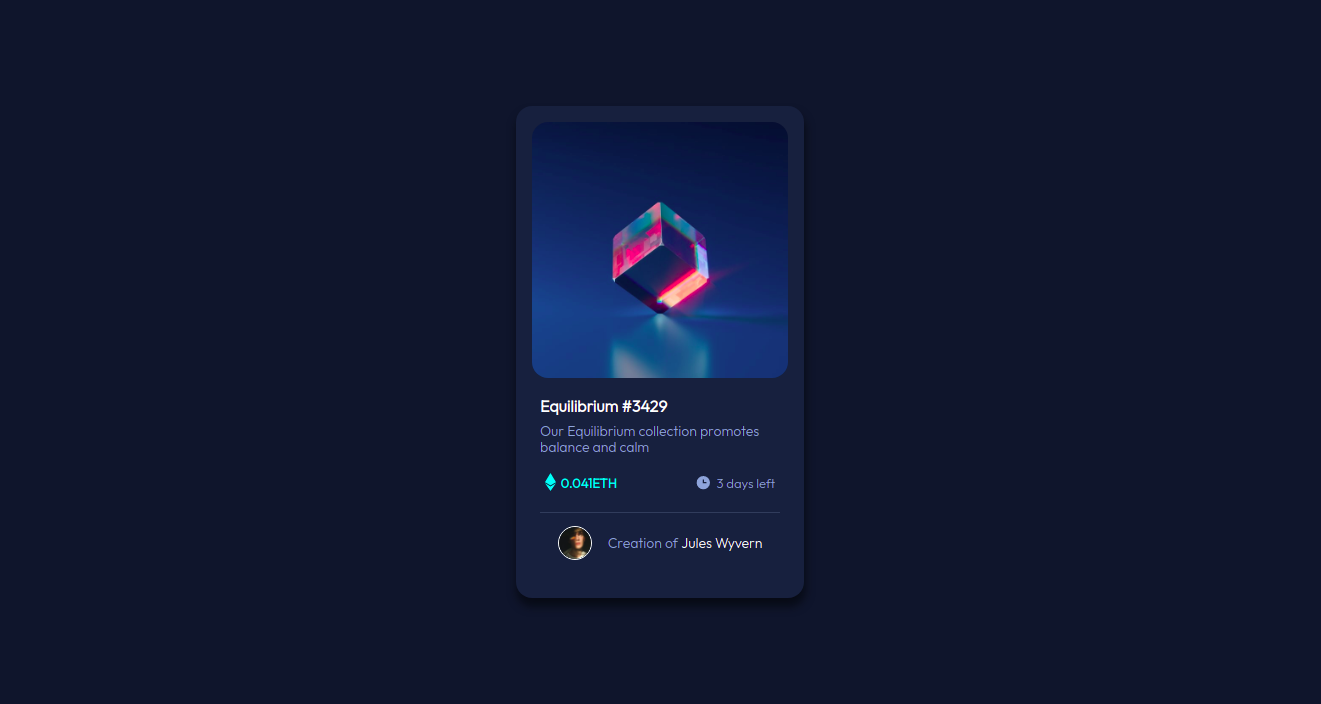 Equilibrium #3429
Our Equilibrium collection promotes
balance and calm
0.041ETH
3 days left
Creation of Jules Wyvern